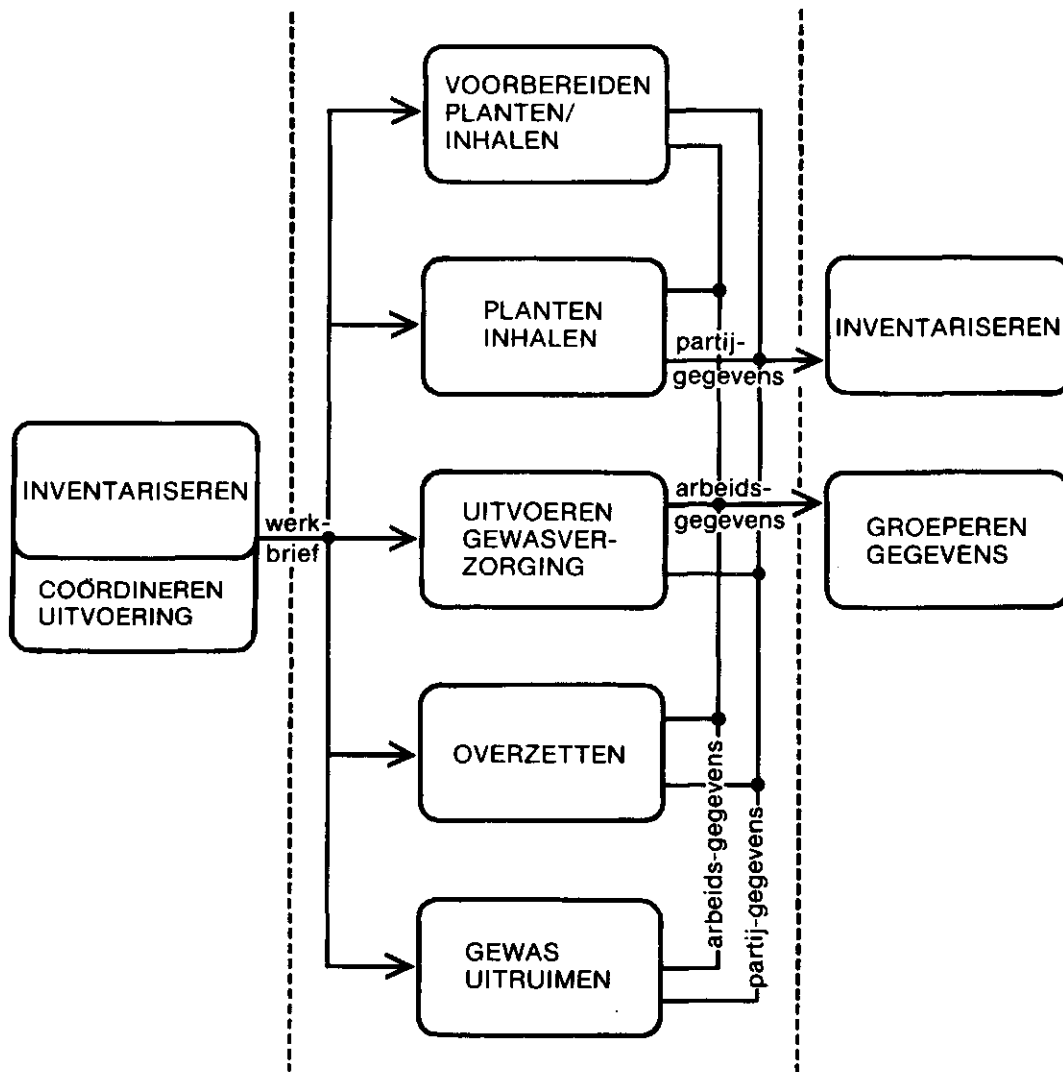 VOORBEREIDEN
PLANTEN/
INHALEN
PLANTEN
INHALEN
partij-
gegevens
INVENTARISEREN
INVENTARISEREN
COÖRDINEREN
UITVOERING
werk-
brief
UITVOEREN
GEWASVER-
ZORGING
arbeids-
gegevens
GROEPEREN
GEGEVENS
OVERZETTEN
arbeids-gegevens
partij-gegevens
GEWAS
UITRUIMEN